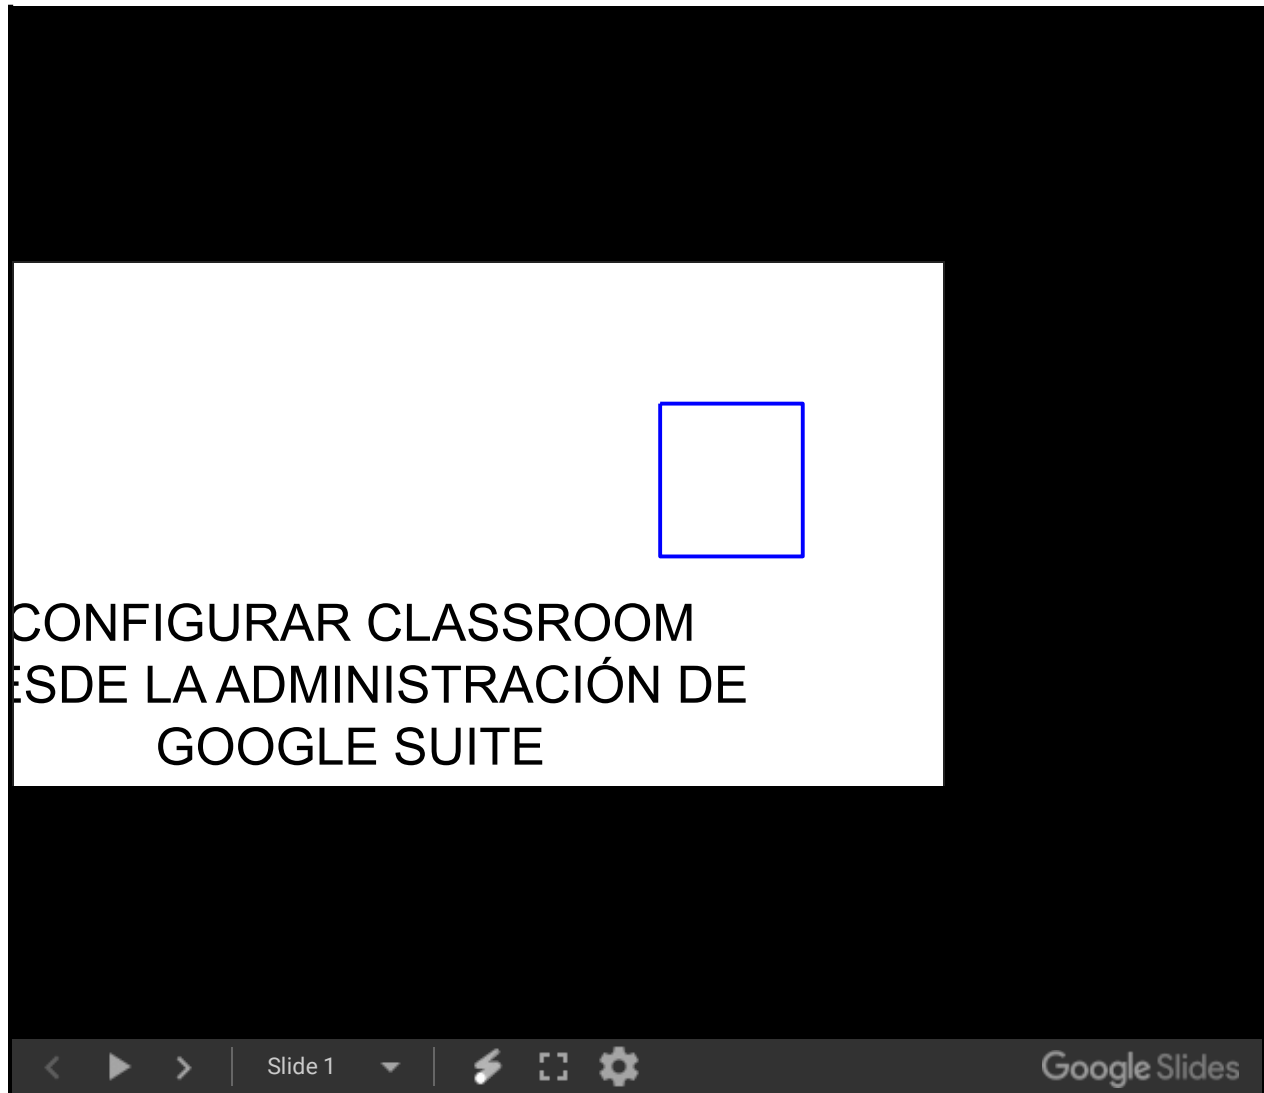 CONFIGURAR CLASSROOM
ESDE LA ADMINISTRACIÓN DE
GOOGLE SUITE
Slide 1
Google Slides